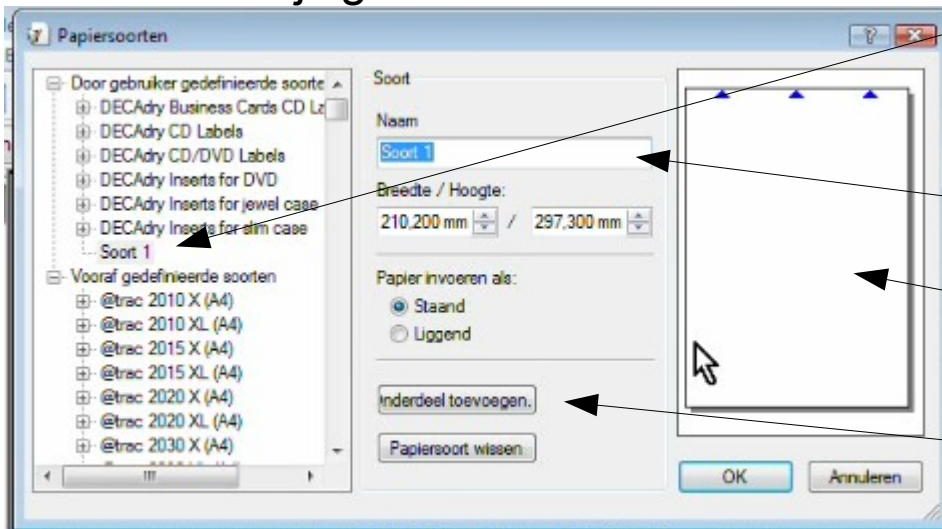 Papiersoorten
Door gebruiker gedefinieerde soorte
DECAdry Business Cards CD La
DECAdry CD Labels
DECAdry CD/DVD Labels
DECAdry Inserts for DVD
DECAdry Inserts for jewel case
DECAdry Inserts for slim case
Soort 1
Vooraf gedefinieerde soorten
@trac 2010 X (A4)
@trac 2010 XL (A4)
@trac 2015 X (A4)
@trac 2015 XL (A4)
@trac 2020 X (A4)
@trac 2020 XL (A4)
@trac 2030 X (A4)
Soort
Naam
Soort 1
Breedte / Hoogte:
210,200 mm / 297,300 mm
Papier invoeren als:
Staand
Liggend
nderdeel toevoegen.
Papiersoort wissen
OK
Annuleren